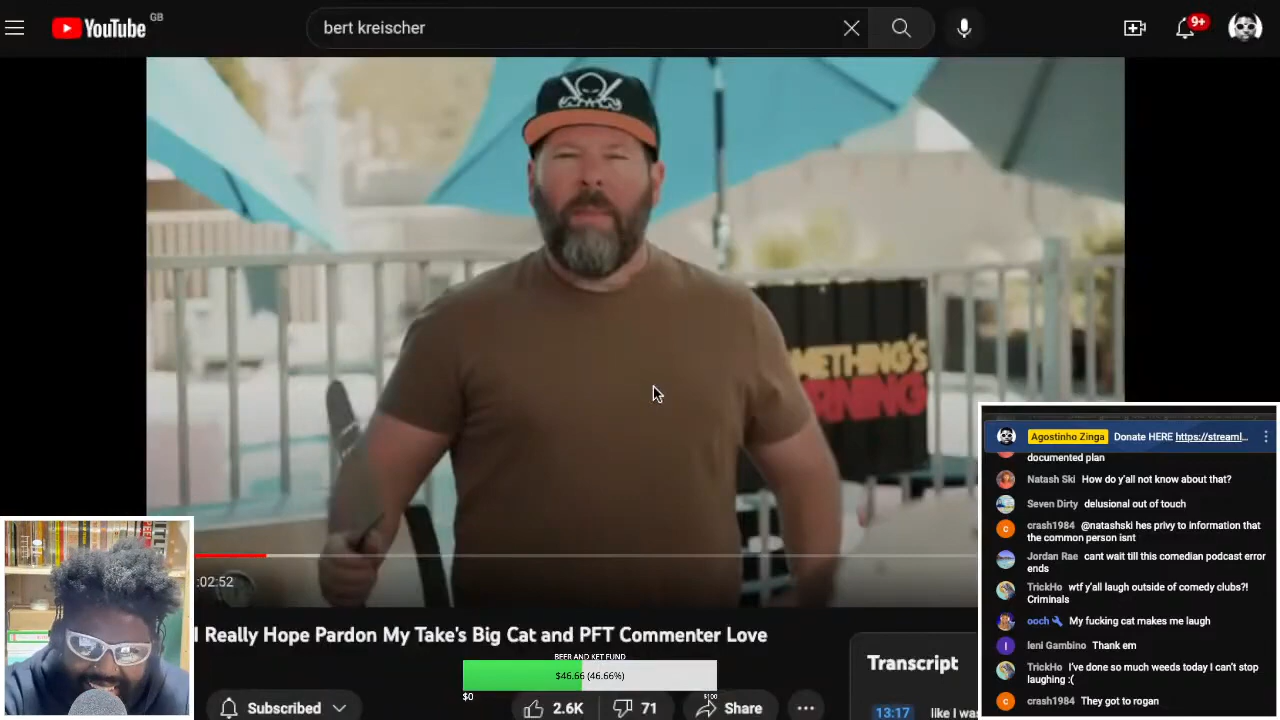 YouTube GB
bert kreischer
9+
METHING'S
RNING
:02:52
Agostinho Zinga Donate HERE https://streaml...
documented plan
Natash Ski How do y'all not know about that?
Seven Dirty delusional out of touch
crash1984 @natashski hes privy to information that
the common person isnt
Jordan Rae cant wait till this comedian podcast error
ends
TrickHo wtf y'all laugh outside of comedy clubs?!
Criminals
ooch My fucking cat makes me laugh
Ieni Gambino Thank em
TrickHo I've done so much weeds today I can't stop
laughing :(
crash1984 They got to rogan
I Really Hope Pardon My Take's Big Cat and PFT Commenter Love
BEER AND KET FUND
$46.66 (46.66%)
$0
$100
Subscribed
2.6K
71
Share
Transcript
13:17 like I was